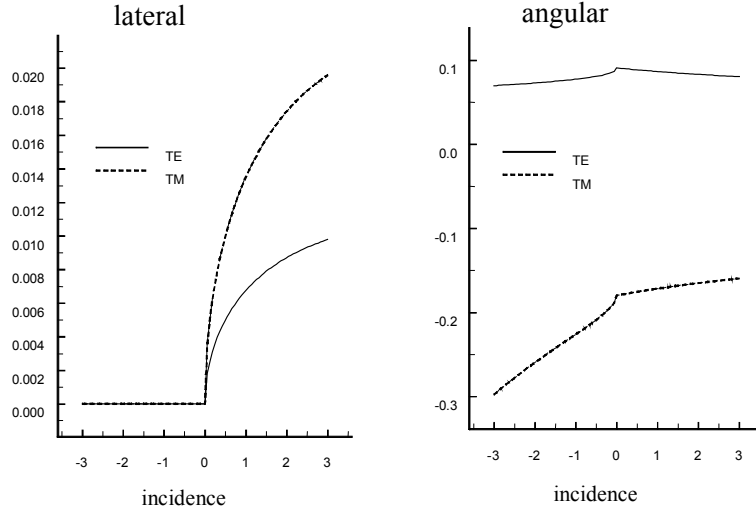 lateral
0.020
0.018
0.016
0.014
0.012
0.010
0.008
0.006
0.004
0.002
0.000
TE
TM
-3 -2 -1 0 1 2 3
incidence
angular
0.1
0.0
-0.1
-0.2
-0.3
TE
TM
-3 -2 -1 0 1 2 3
incidence